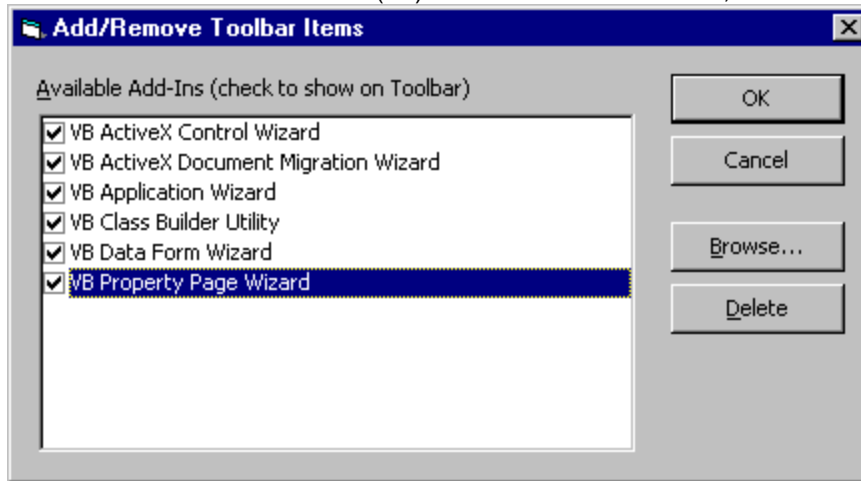 Add/Remove Toolbar Items
Available Add-Ins (check to show on Toolbar)
VB ActiveX Control Wizard
VB ActiveX Document Migration Wizard
VB Application Wizard
VB Class Builder Utility
VB Data Form Wizard
VB Property Page Wizard
OK
Cancel
Browse...
Delete